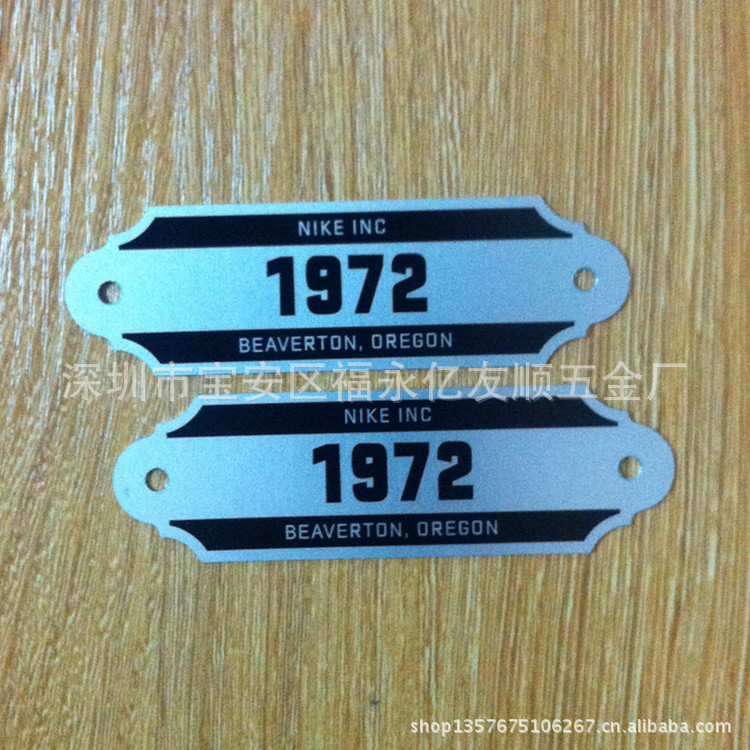 NIKE INC
1972
BEAVERTON, OREGON
深圳市宝安区福永亿友顺五金厂
NIKE INC
1972
BEAVERTON, OREGON
shop1357675106267.cn.alibaba.com